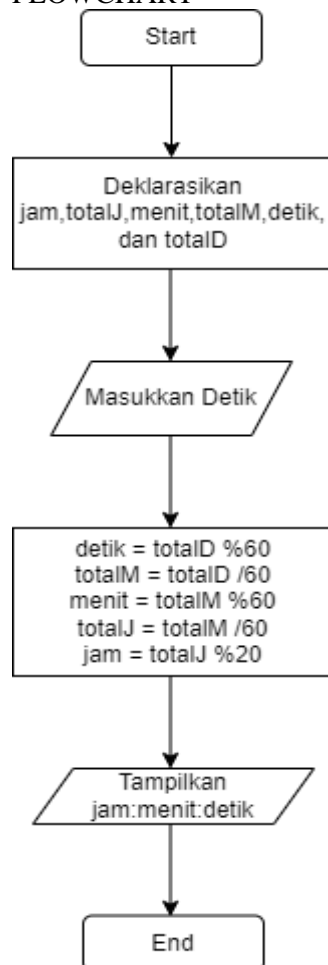 FLOWCHART
Start
Deklarasikan
jam,totalJ,menit,totalM,detik,
dan totalD
Masukkan Detik
detik = totalD %60
totalM = totalD /60
menit = totalM %60
totalJ = totalM /60
jam = totalJ %20
Tampilkan
jam:menit:detik
End